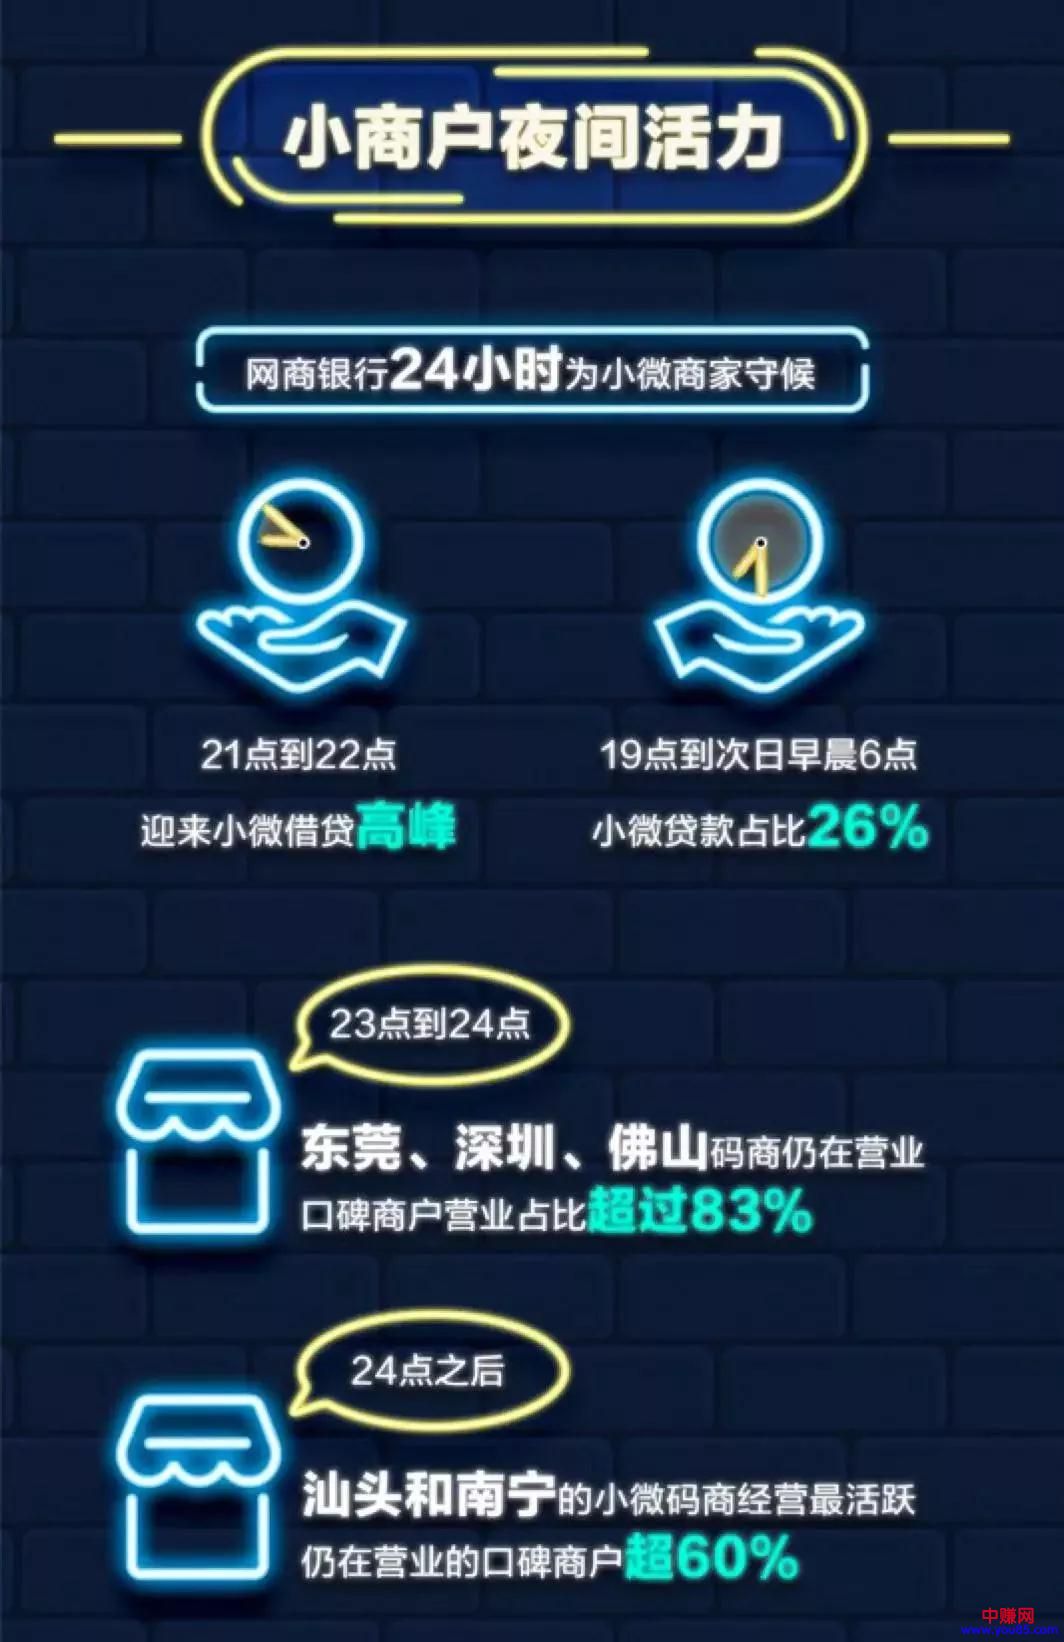 小商户夜间活力
网商银行24小时为小微商家守候
21点到22点
迎来小微借贷高峰
19点到次日早晨6点
小微贷款占比26%
23点到24点
东莞、深圳、佛山码商仍在营业
口碑商户营业占比超过83%
24点之后
汕头和南宁的小微码商经营最活跃
仍在营业的口碑商户超60%
中赚网
www.you85.com